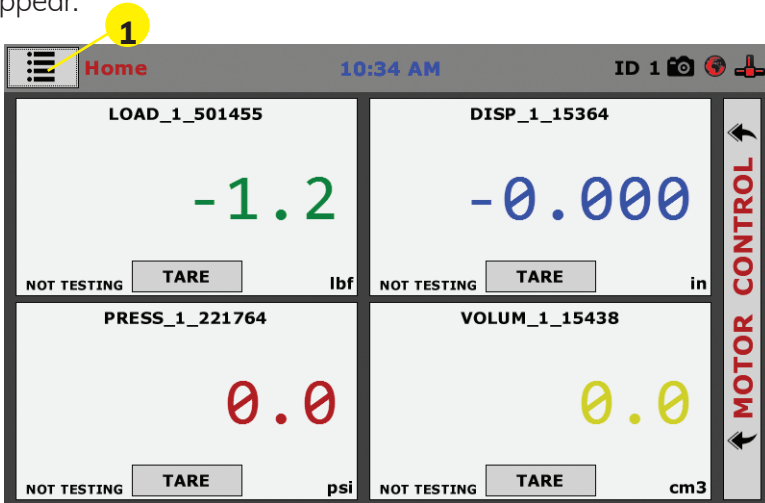 ppear.
1
Home 10:34 AM ID 1
LOAD_1_501455
-1.2
NOT TESTING TARE lbf
DISP_1_15364
-0.000
NOT TESTING TARE in
PRESS_1_221764
0.0
NOT TESTING TARE psi
VOLUM_1_15438
0.0
NOT TESTING TARE cm3
MOTOR CONTROL